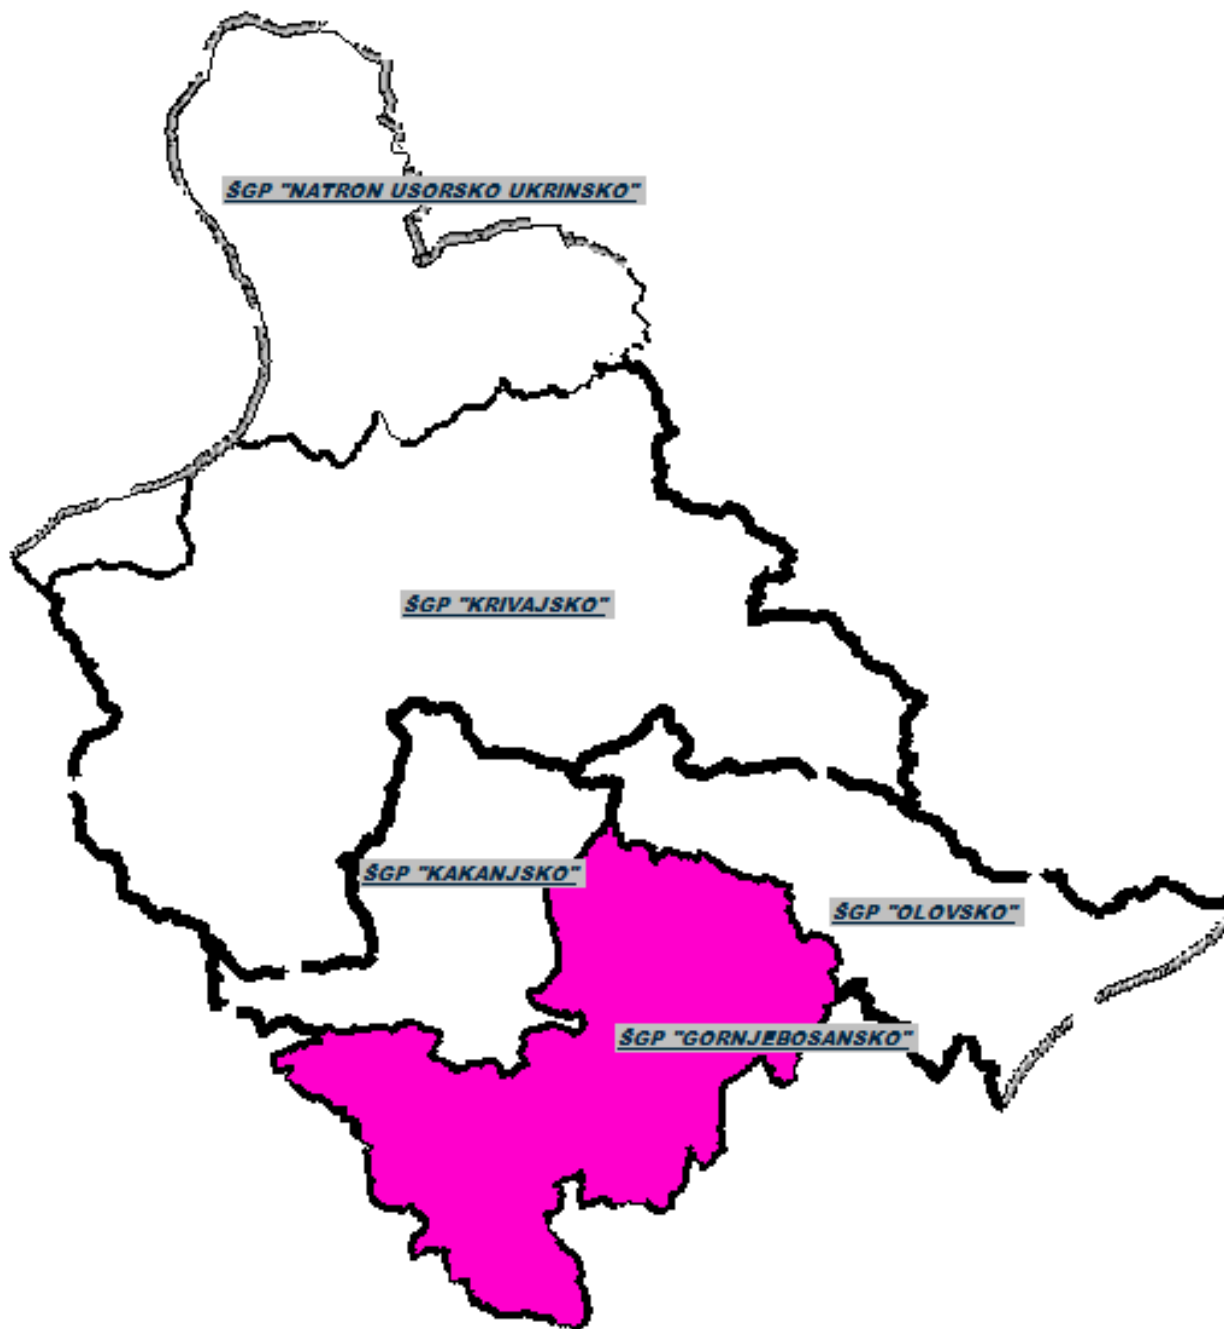 ŠGP "NATRON USORSKO UKRINSKO"
ŠGP "KRIVAJSKO"
ŠGP "KAKANJSKO"
ŠGP "OLOVSKO"
ŠGP "GORNJEBOSANSKO"